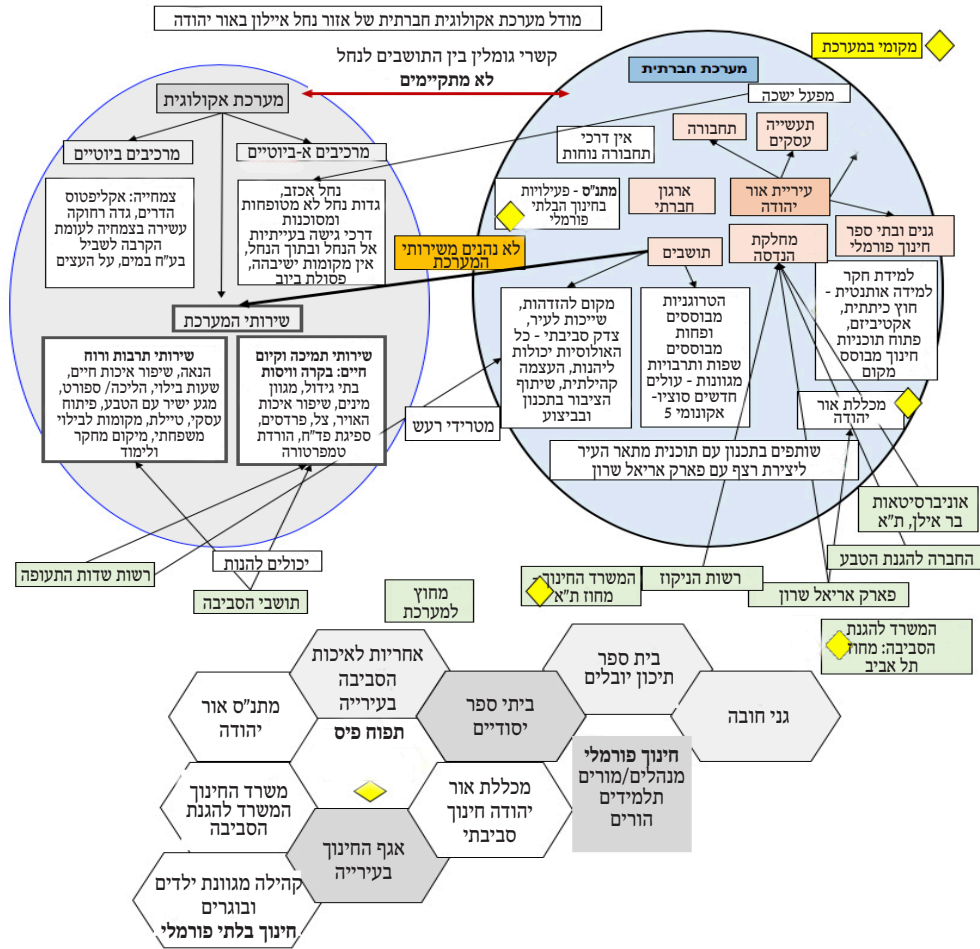 מודל מערכת אקולוגית חברתית של אזור נחל איילון באור יהודה
מקומי במערכת
קשרי גומלין בין התושבים לנחל
לא מתקיימים
מערכת חברתית
מפעל ישכה
תעשייה
עסקים
תחבורה
אין דרכי
תחבורה נוחות
עיריית אור
יהודה
ארגון
חברתי
מתנ"ס - פעילויות
בחינוך הבלתי
פורמלי
גנים ובתי ספר
חינוך פורמלי
מחלקת
הנדסה
תושבים
לא נהנים משירותי
המערכת
למידת חקר
למידה אותנטית -
חוץ כיתתית,
אקטיביזם,
פתוח תוכניות
חינוך מבוסס
מקום
הטרוגניות
ופחות
מבוססים
שפות ותרבויות
מגוונות - עולים
חדשים סוציו-
אקונומי 5
מקום להזדהות,
שייכות לעיר,
צדק סביבתי - כל
האולוסיות יכולות
ליהנות, העצמה
קהילתית, שיתוף
הציבור בתכנון
ובביצוע
מכללת אור
יהודה
שותפים בתכנון עם תוכנית מתאר העיר
ליצירת רצף עם פארק אריאל שרון
מטרידי רעש
מערכת אקולוגית
מרכיבים א-ביוטיים
מרכיבים ביוטיים
נחל אכזב,
גדות נחל לא מטופחות
ומסוכנות
דרכי גישה בעייתיות
אל הנחל ובתוך הנחל,
אין מקומות ישיבהה,
פסולת ביוב
צמחייה: אקליפטוס
הדרים, גדה רחוקה
עשירה בצמחיה לעומת
הקרבה לשביל
בע"ח במים, על העצים
שירותי המערכת
שירותי תמיכה וקיום
חיים: בקרה וויסות
בתי גידול, מגוון
מינים, שיפור איכות
האויר, צל, פרדסים,
ספיגת פד"ח, הורדת
טמפרטורה
שירותי תרבות ורוח
הנאה, שיפור איכות חיים,
שעות בילוי, הליכה/ ספורט,
מגע ישיר עם הטבע, פיתוח
עסקי, טיילת, מקומות לבילוי
משפחתי, מיקום מחקר
ולימוד
אוניברסיטאות
בר אילן, ת"א
החברה להגנת הטבע
פארק אריאל שרון
רשות הניקוז
המשרד החינוך -
מחוז ת"א
המשרד להגנת
הסביבה: מחוז
תל אביב
יכולים להנות
רשות שדות התעופה
תושבי הסביבה
מחוץ
למערכת
גני חובה
בית ספר
תיכון יובלים
ביתי ספר
יסודיים
אחריות לאיכות
הסביבה
בעירייה
מתנ"ס אור
יהודה
תפוח פיס
חינוך פורמלי
מנהלים/מורים
תלמידים
הורים
מכללת אור
יהודה חינוך
סביבתי
משרד החינוך
המשרד להגנת
הסביבה
אגף החינוך
בעירייה
קהילה מגוונת ילדים
ובוגרים
חינוך בלתי פורמלי